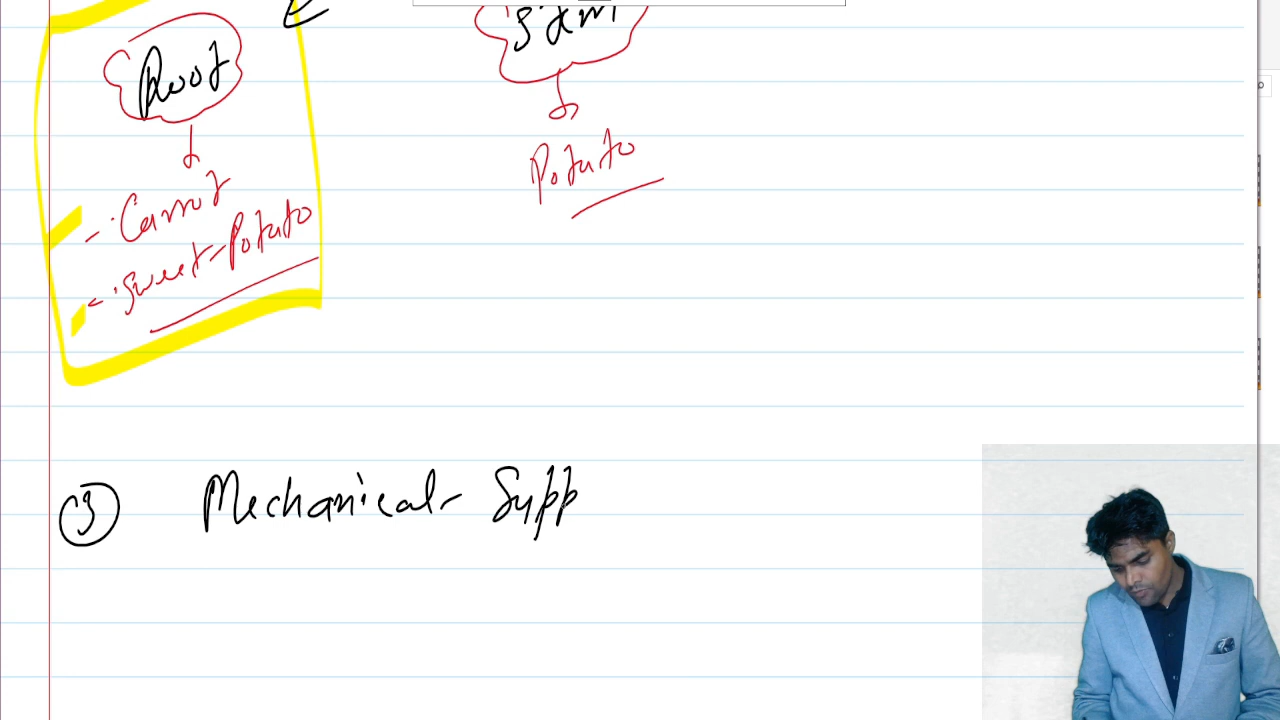 Root
Stem
Potato
- Carrot
- Sweet-Potato
(3) Mechanical- Supp